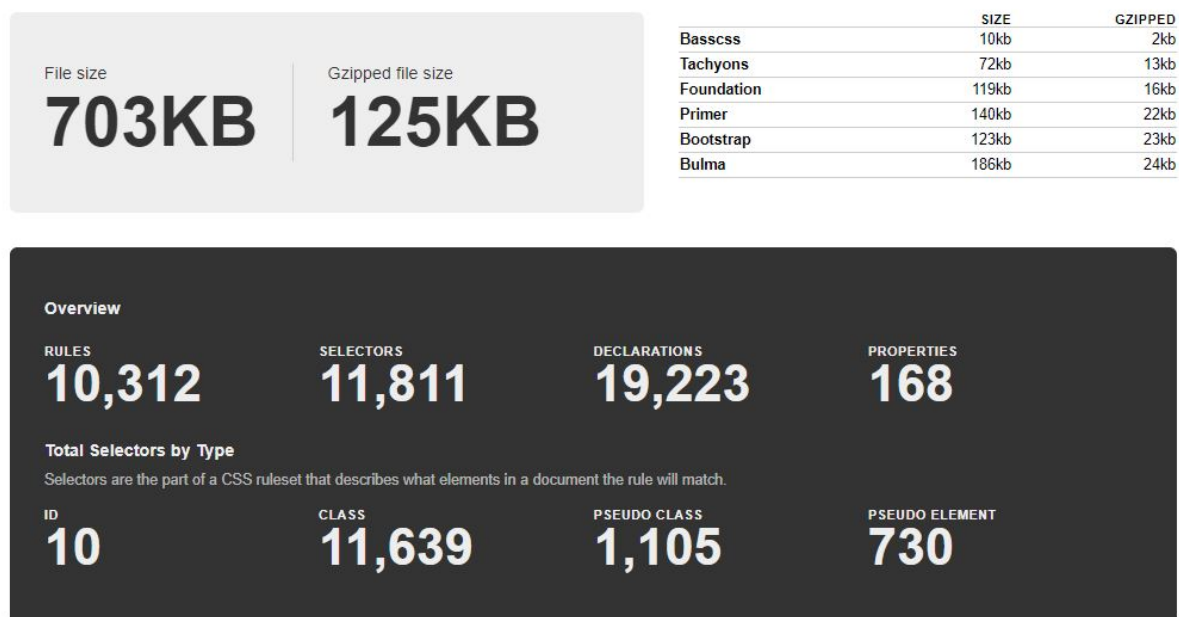 File size
703KB
Gzipped file size
125KB
SIZE GZIPPED
Basscss 10kb 2kb
Tachyons 72kb 13kb
Foundation 119kb 16kb
Primer 140kb 22kb
Bootstrap 123kb 23kb
Bulma 186kb 24kb
Overview
RULES SELECTORS DECLARATIONS PROPERTIES
10,312 11,811 19,223 168
Total Selectors by Type
Selectors are the part of a CSS ruleset that describes what elements in a document the rule will match.
ID CLASS PSEUDO CLASS PSEUDO ELEMENT
10 11,639 1,105 730